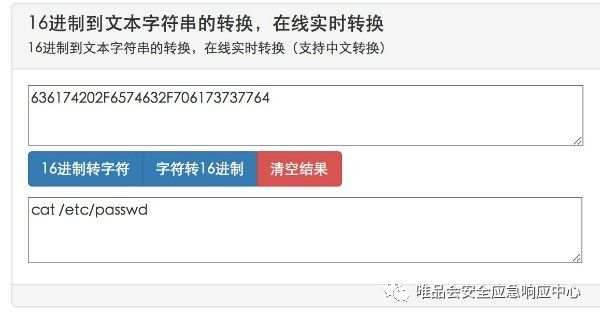 16进制到文本字符串的转换，在线实时转换
16进制到文本字符串的转换，在线实时转换（支持中文转换）
636174202F6574632F706173737764
16进制转字符 字符转16进制 清空结果
cat /etc/passwd
唯品会安全应急响应中心